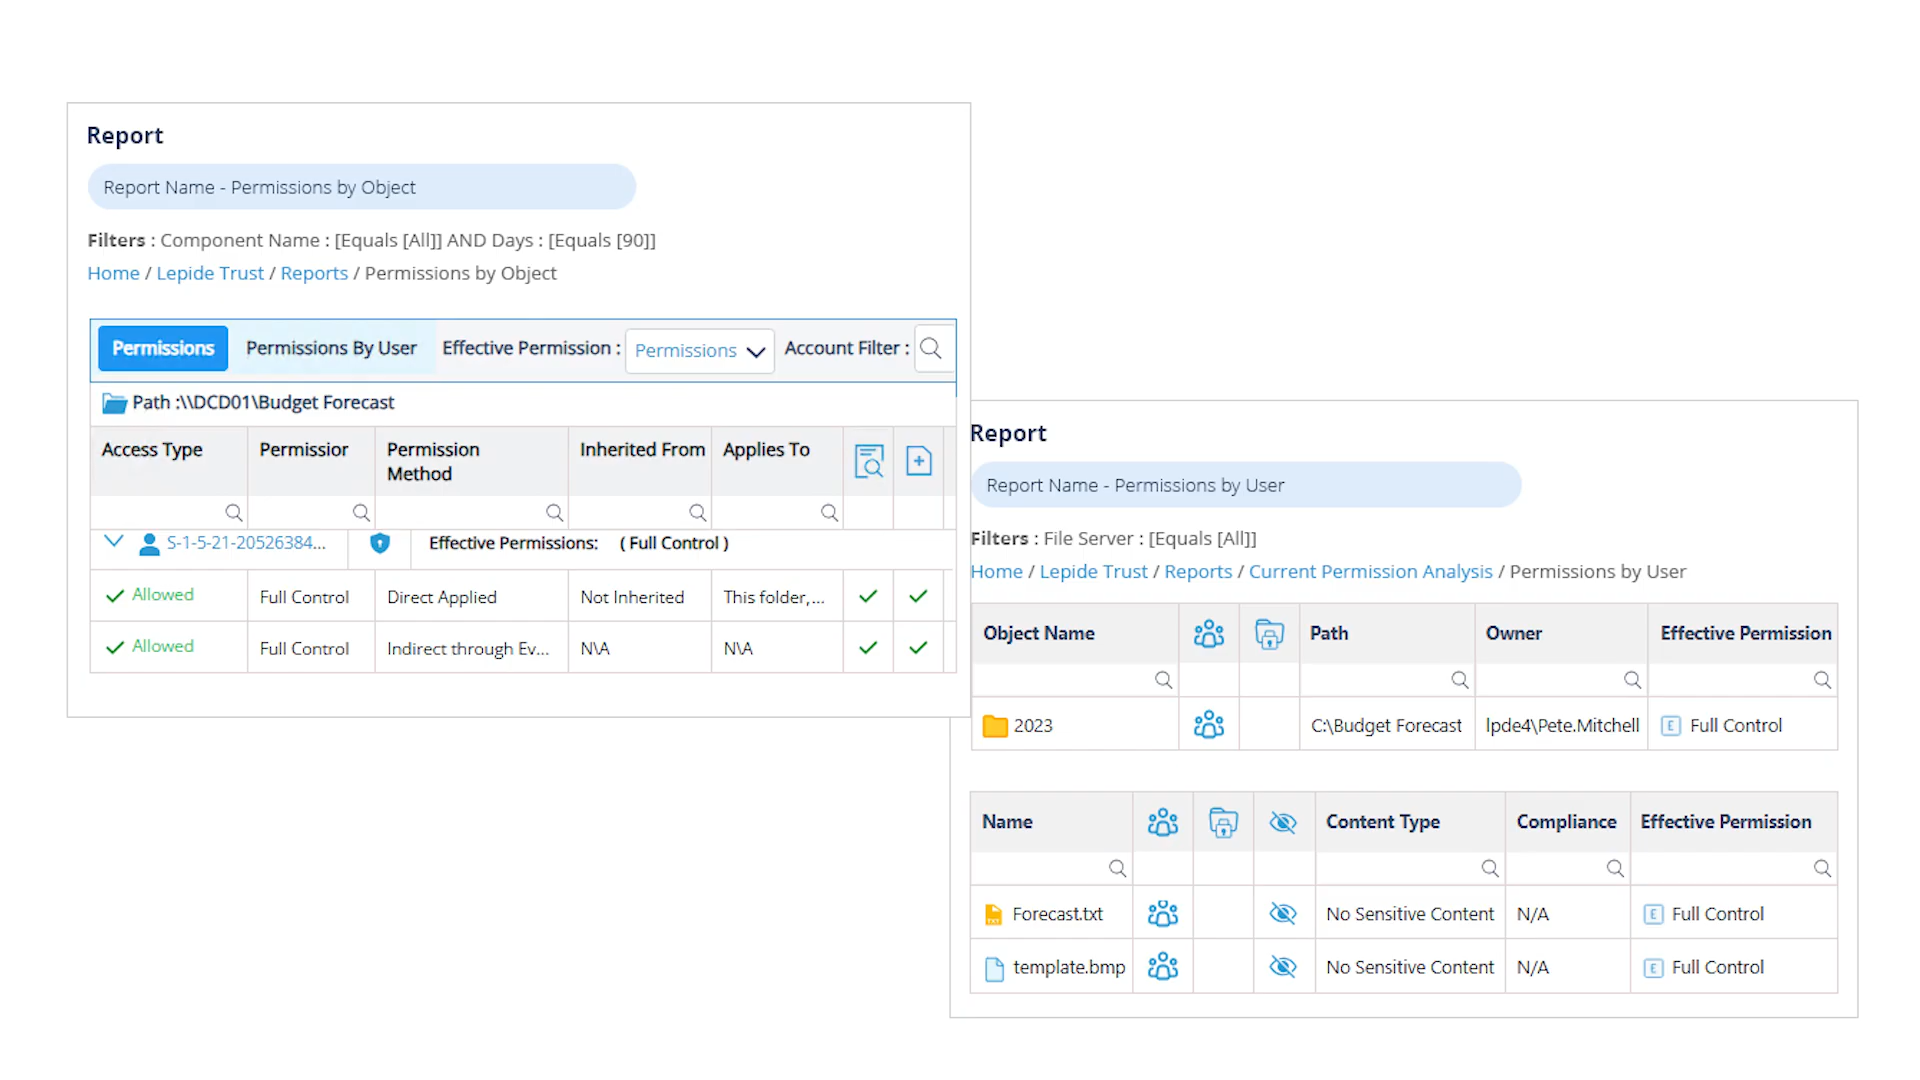 Report
Report Name - Permissions by Object
Filters : Component Name : [Equals [All]] AND Days : [Equals [90]]
Home / Lepide Trust / Reports / Permissions by Object
Permissions Permissions By User Effective Permission : Permissions Account Filter :
Path :\\DCD01\Budget Forecast
Access Type Permissior Permission Method Inherited From Applies To
S-1-5-21-20526384... Effective Permissions: ( Full Control )
Allowed Full Control Direct Applied Not Inherited This folder,...
Allowed Full Control Indirect through Ev... N\A N\A
Report
Report Name - Permissions by User
Filters : File Server : [Equals [All]]
Home / Lepide Trust / Reports / Current Permission Analysis / Permissions by User
Object Name Path Owner Effective Permission
2023 C:\Budget Forecast lpde4\Pete.Mitchell E Full Control
Name Content Type Compliance Effective Permission
Forecast.txt No Sensitive Content N/A E Full Control
template.bmp No Sensitive Content N/A E Full Control